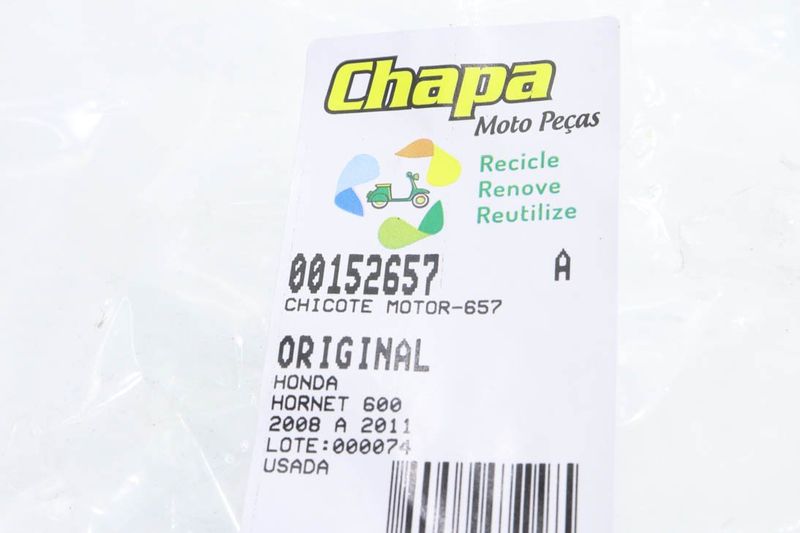 Chapa
Moto Peças
Recicle
Renove
Reutilize
00152657 A
CHICOTE MOTOR-657
ORIGINAL
HONDA
HORNET 600
2008 A 2011
LOTE:000074
USADA